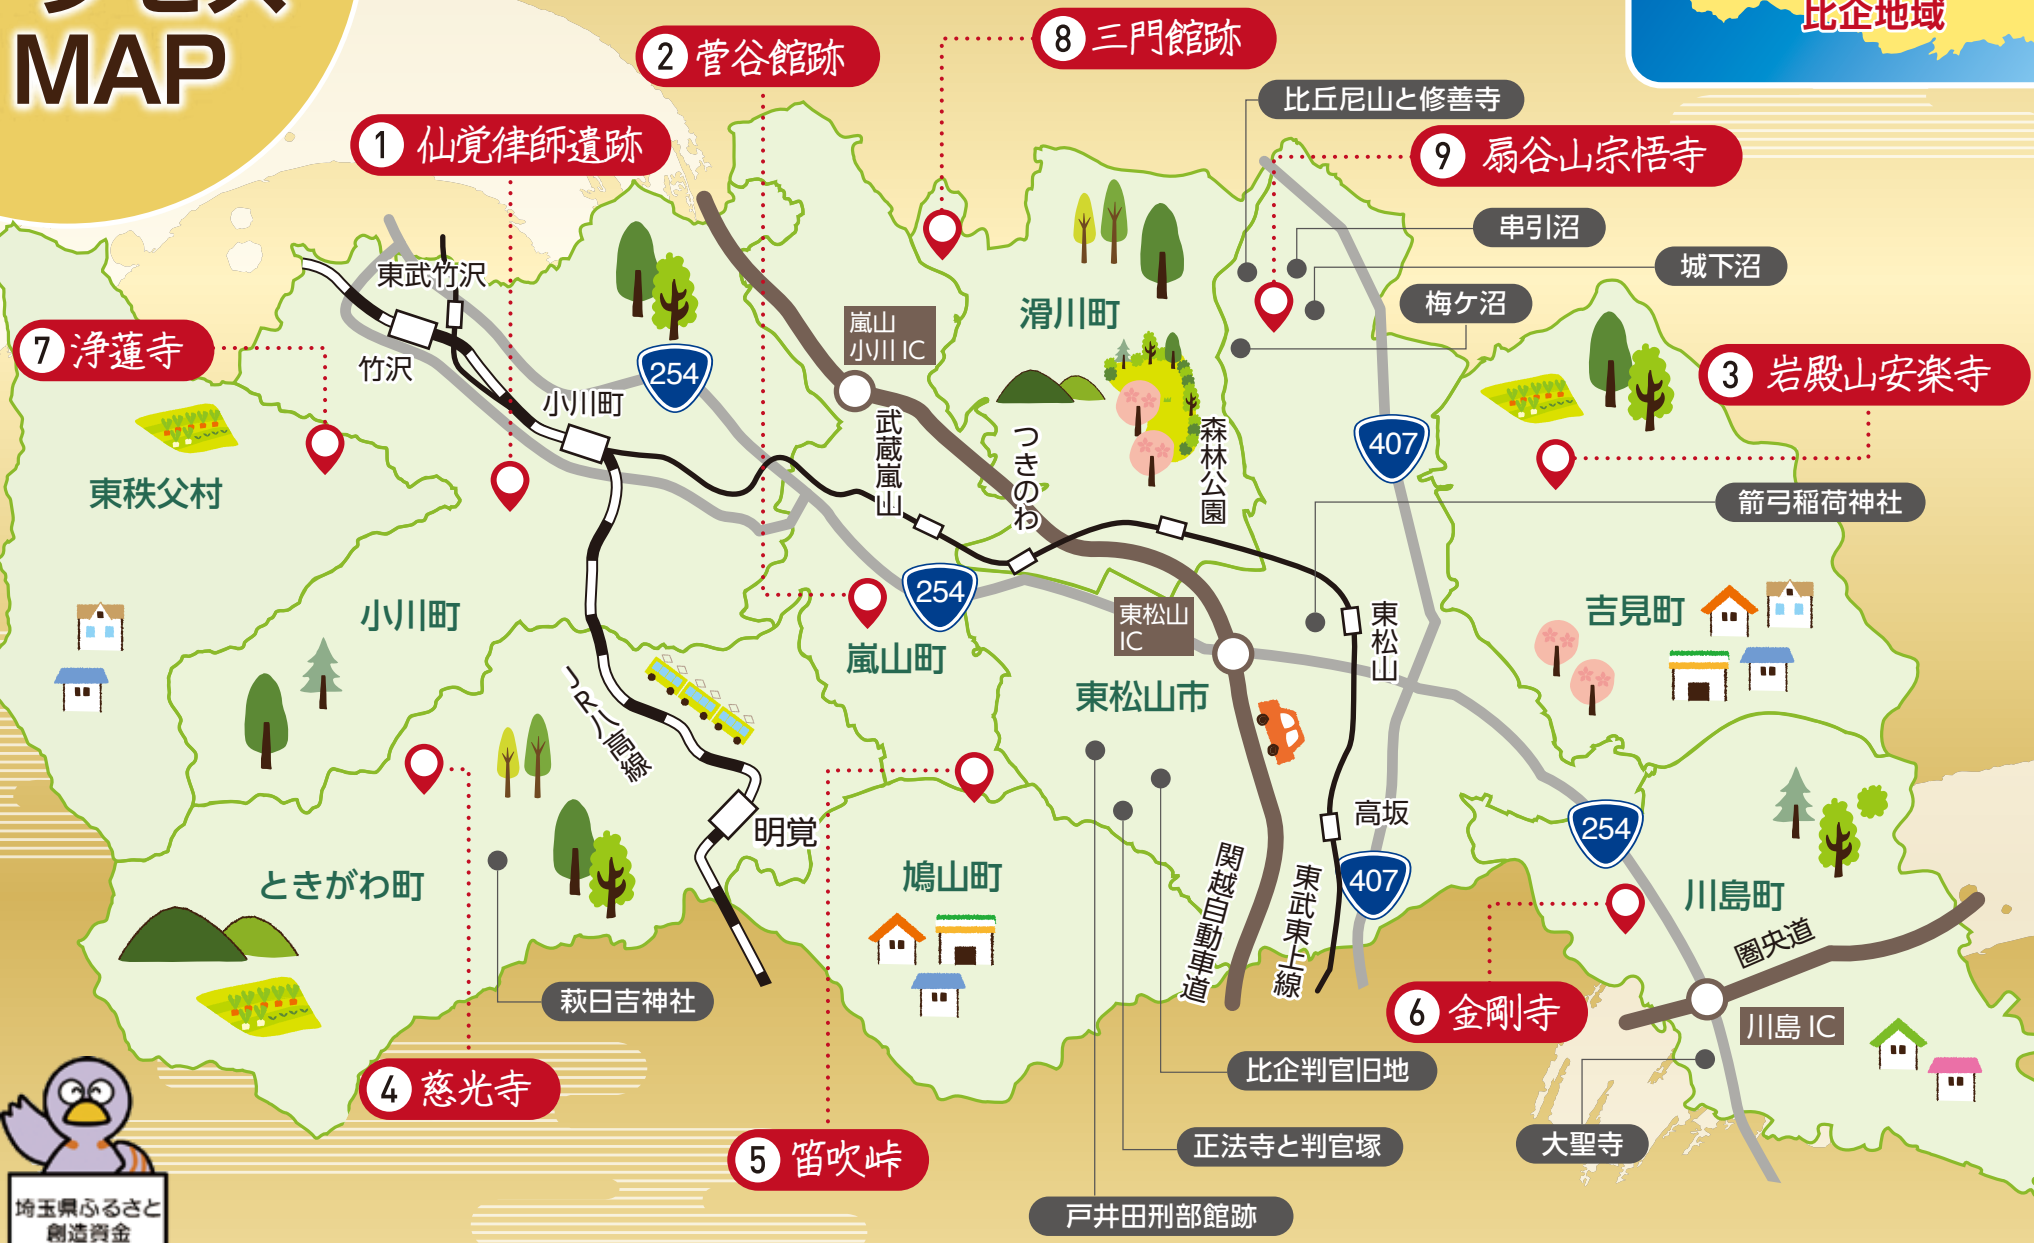 MAP
比企地域
② 菅谷館跡
⑧ 三門館跡
比丘尼山と修善寺
① 仙覚律師遺跡
⑨ 扇谷山宗悟寺
串引沼
城下沼
東武竹沢
梅ケ沼
嵐山
小川 IC
滑川町
⑦ 浄蓮寺
竹沢
254
③ 岩殿山安楽寺
小川町
武蔵嵐山
つきのわ
森林公園
407
東秩父村
箭弓稲荷神社
小川町
254
東松山
IC
東松山
吉見町
嵐山町
東松山市
JR八高線
高坂
明覚
254
ときがわ町
鳩山町
関越自動車道
東武東上線
407
川島町
圏央道
萩日吉神社
⑥ 金剛寺
川島 IC
④ 慈光寺
比企判官旧地
⑤ 笛吹峠
正法寺と判官塚
大聖寺
戸井田刑部館跡
埼玉県ふるさと
創造資金